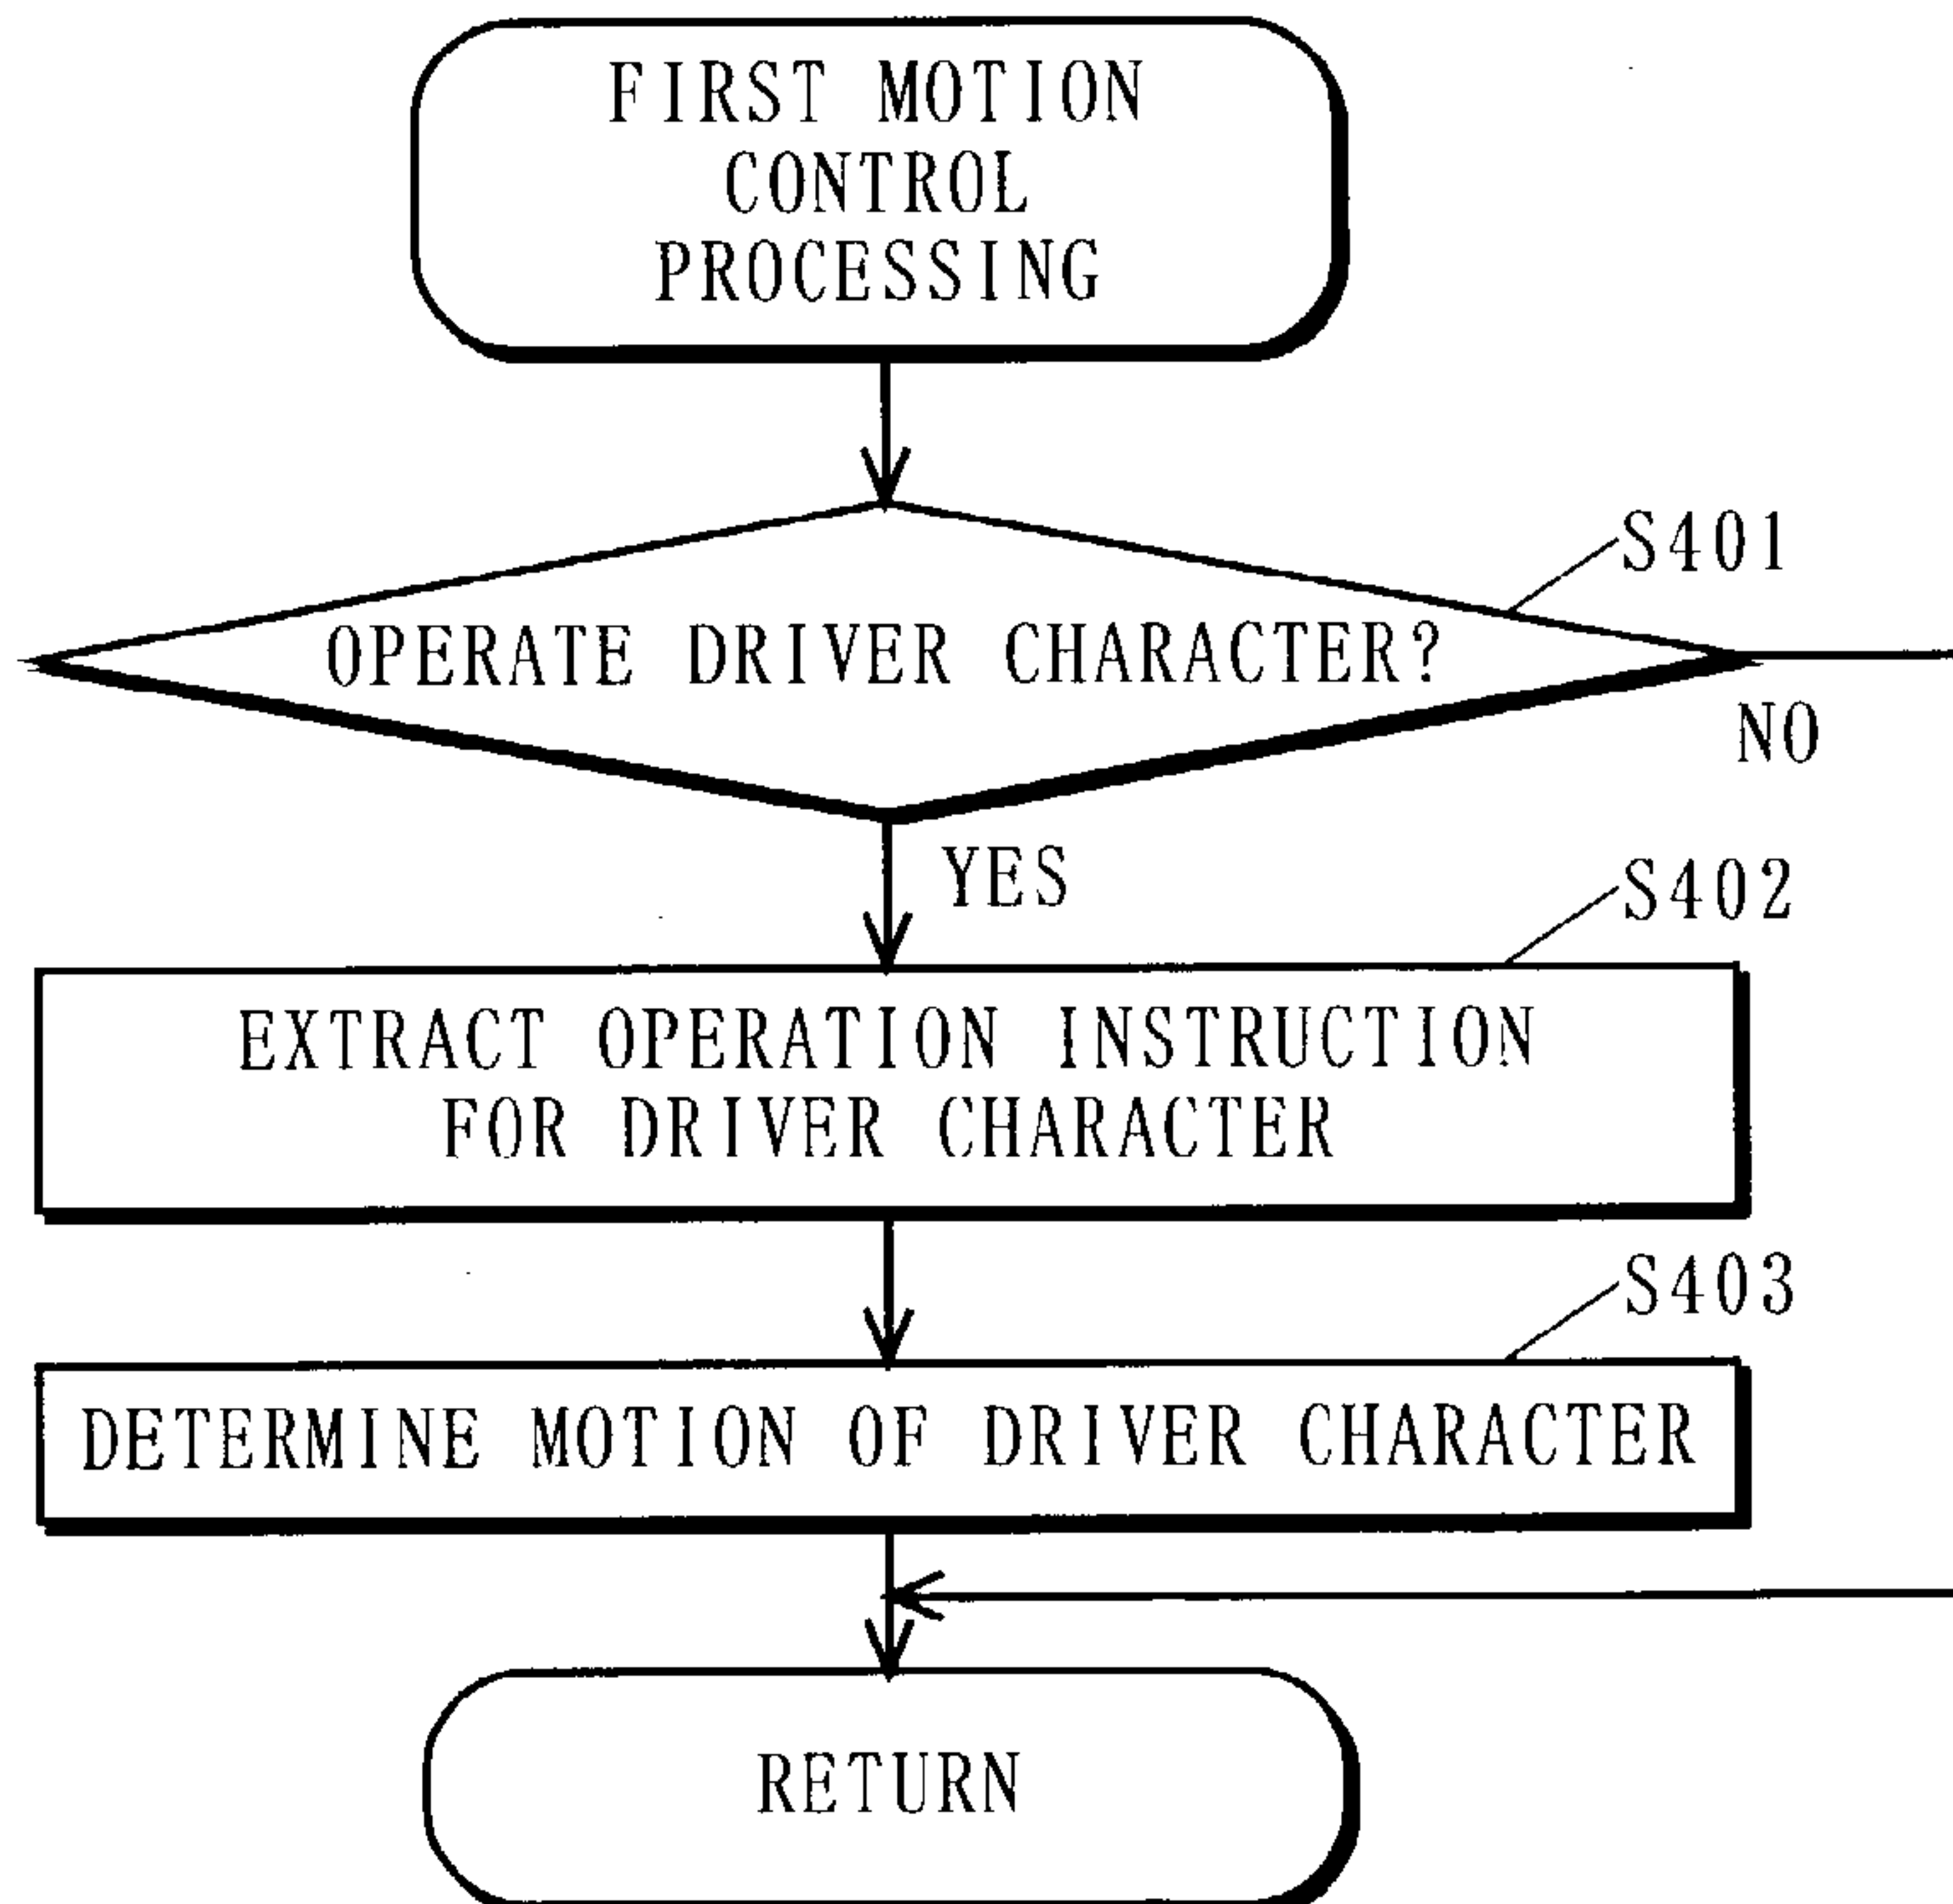 FIRST MOTION
CONTROL
PROCESSING
S401
OPERATE DRIVER CHARACTER?
NO
YES
S402
EXTRACT OPERATION INSTRUCTION
FOR DRIVER CHARACTER
S403
DETERMINE MOTION OF DRIVER CHARACTER
RETURN